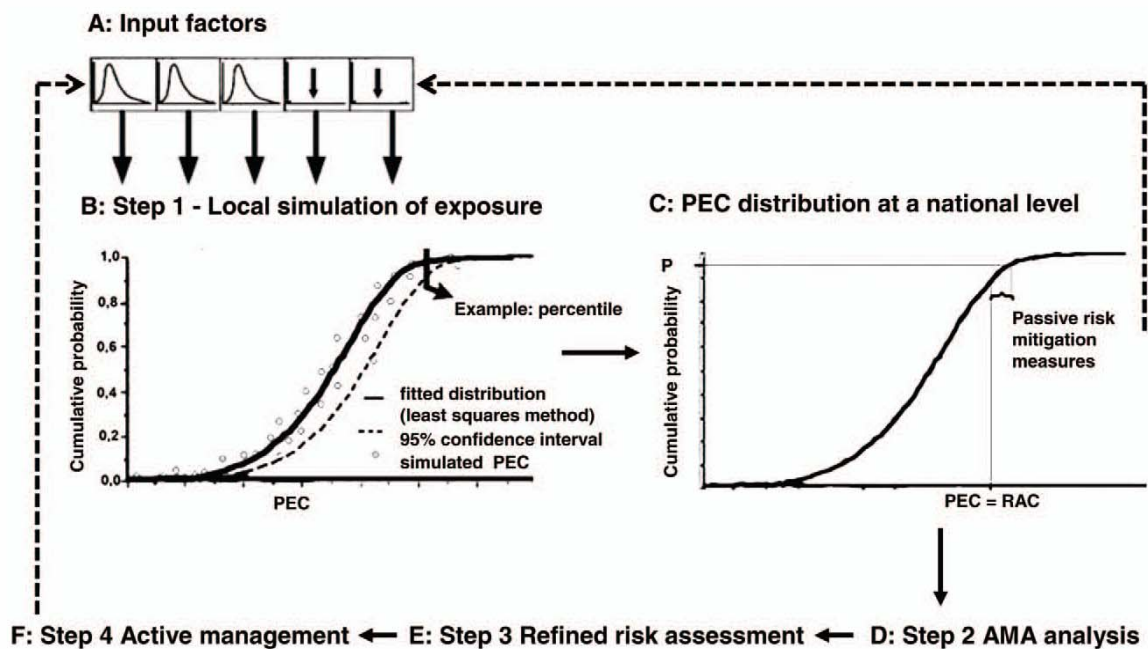 A: Input factors
B: Step 1 - Local simulation of exposure
Cumulative probability
1,0
0,8
0,6
0,4
0,2
0,0
Example: percentile
fitted distribution
(least squares method)
95% confidence interval
simulated PEC
PEC
C: PEC distribution at a national level
Cumulative probability
P
Passive risk
mitigation
measures
PEC = RAC
F: Step 4 Active management
E: Step 3 Refined risk assessment
D: Step 2 AMA analysis